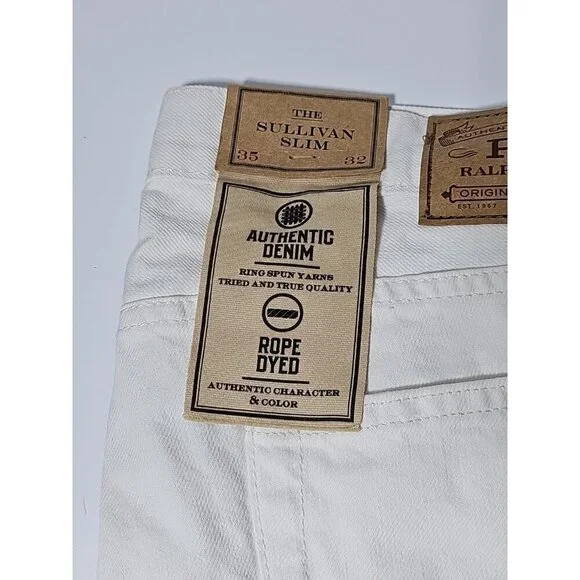 THE
SULLIVAN
SLIM
35 32
AUTHENTIC
DENIM
RING SPUN YARNS
TRIED AND TRUE QUALITY
ROPE
DYED
AUTHENTIC CHARACTER
& COLOR
AUTHENT
RALP
ORIGIN
EST. 1967